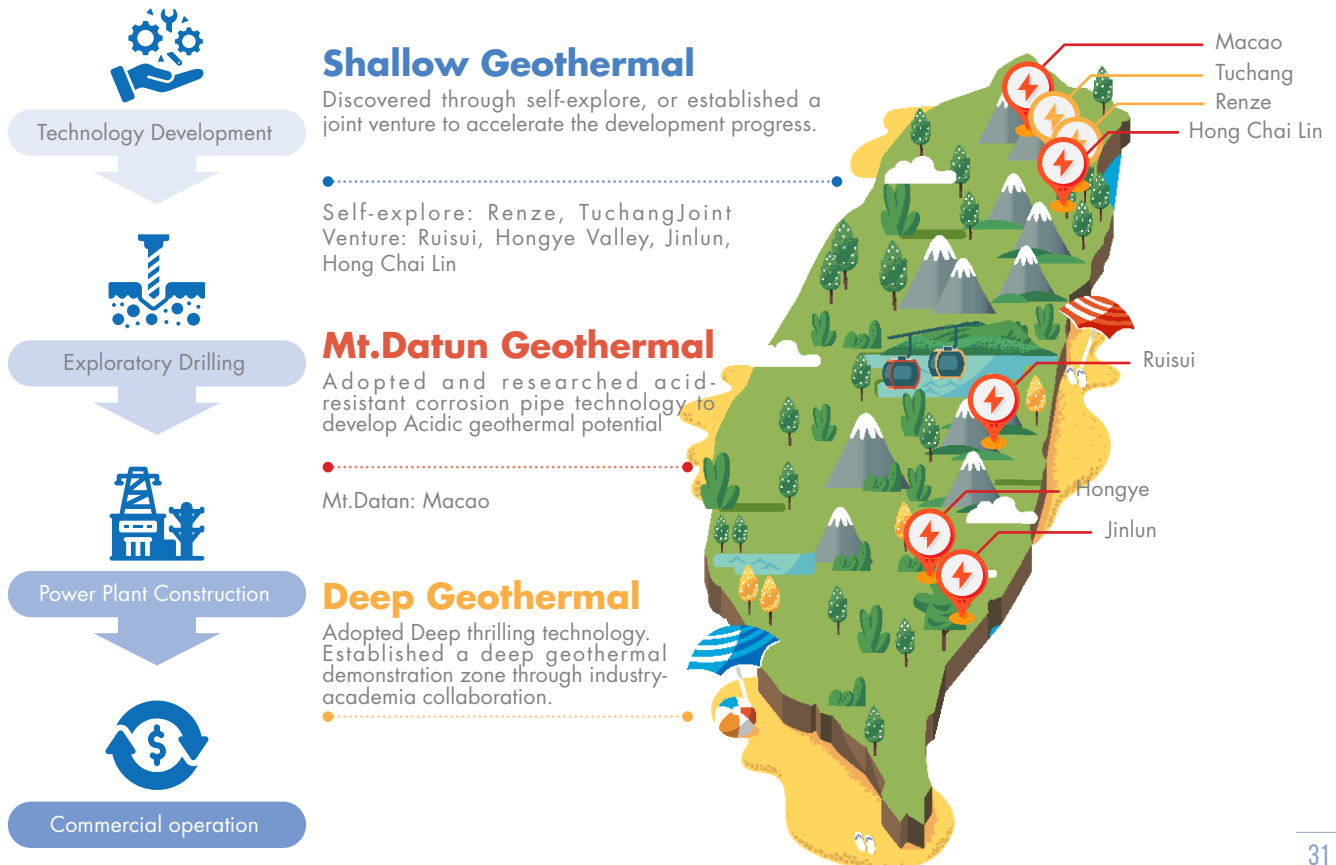 Technology Development
Exploratory Drilling
Power Plant Construction
Commercial operation
Shallow Geothermal
Discovered through self-explore, or established a
joint venture to accelerate the development progress.
Self-explore: Renze, TuchangJoint
Venture: Ruisui, Hongye Valley, Jinlun,
Hong Chai Lin
Mt.Datun Geothermal
Adopted and researched acid-
resistant corrosion pipe technology to
develop Acidic geothermal potential
Mt.Datan: Macao
Deep Geothermal
Adopted Deep thrilling technology.
Established a deep geothermal
demonstration zone through industry-
academia collaboration.
Macao
Tuchang
Renze
Hong Chai Lin
Ruisui
Hongye
Jinlun
31